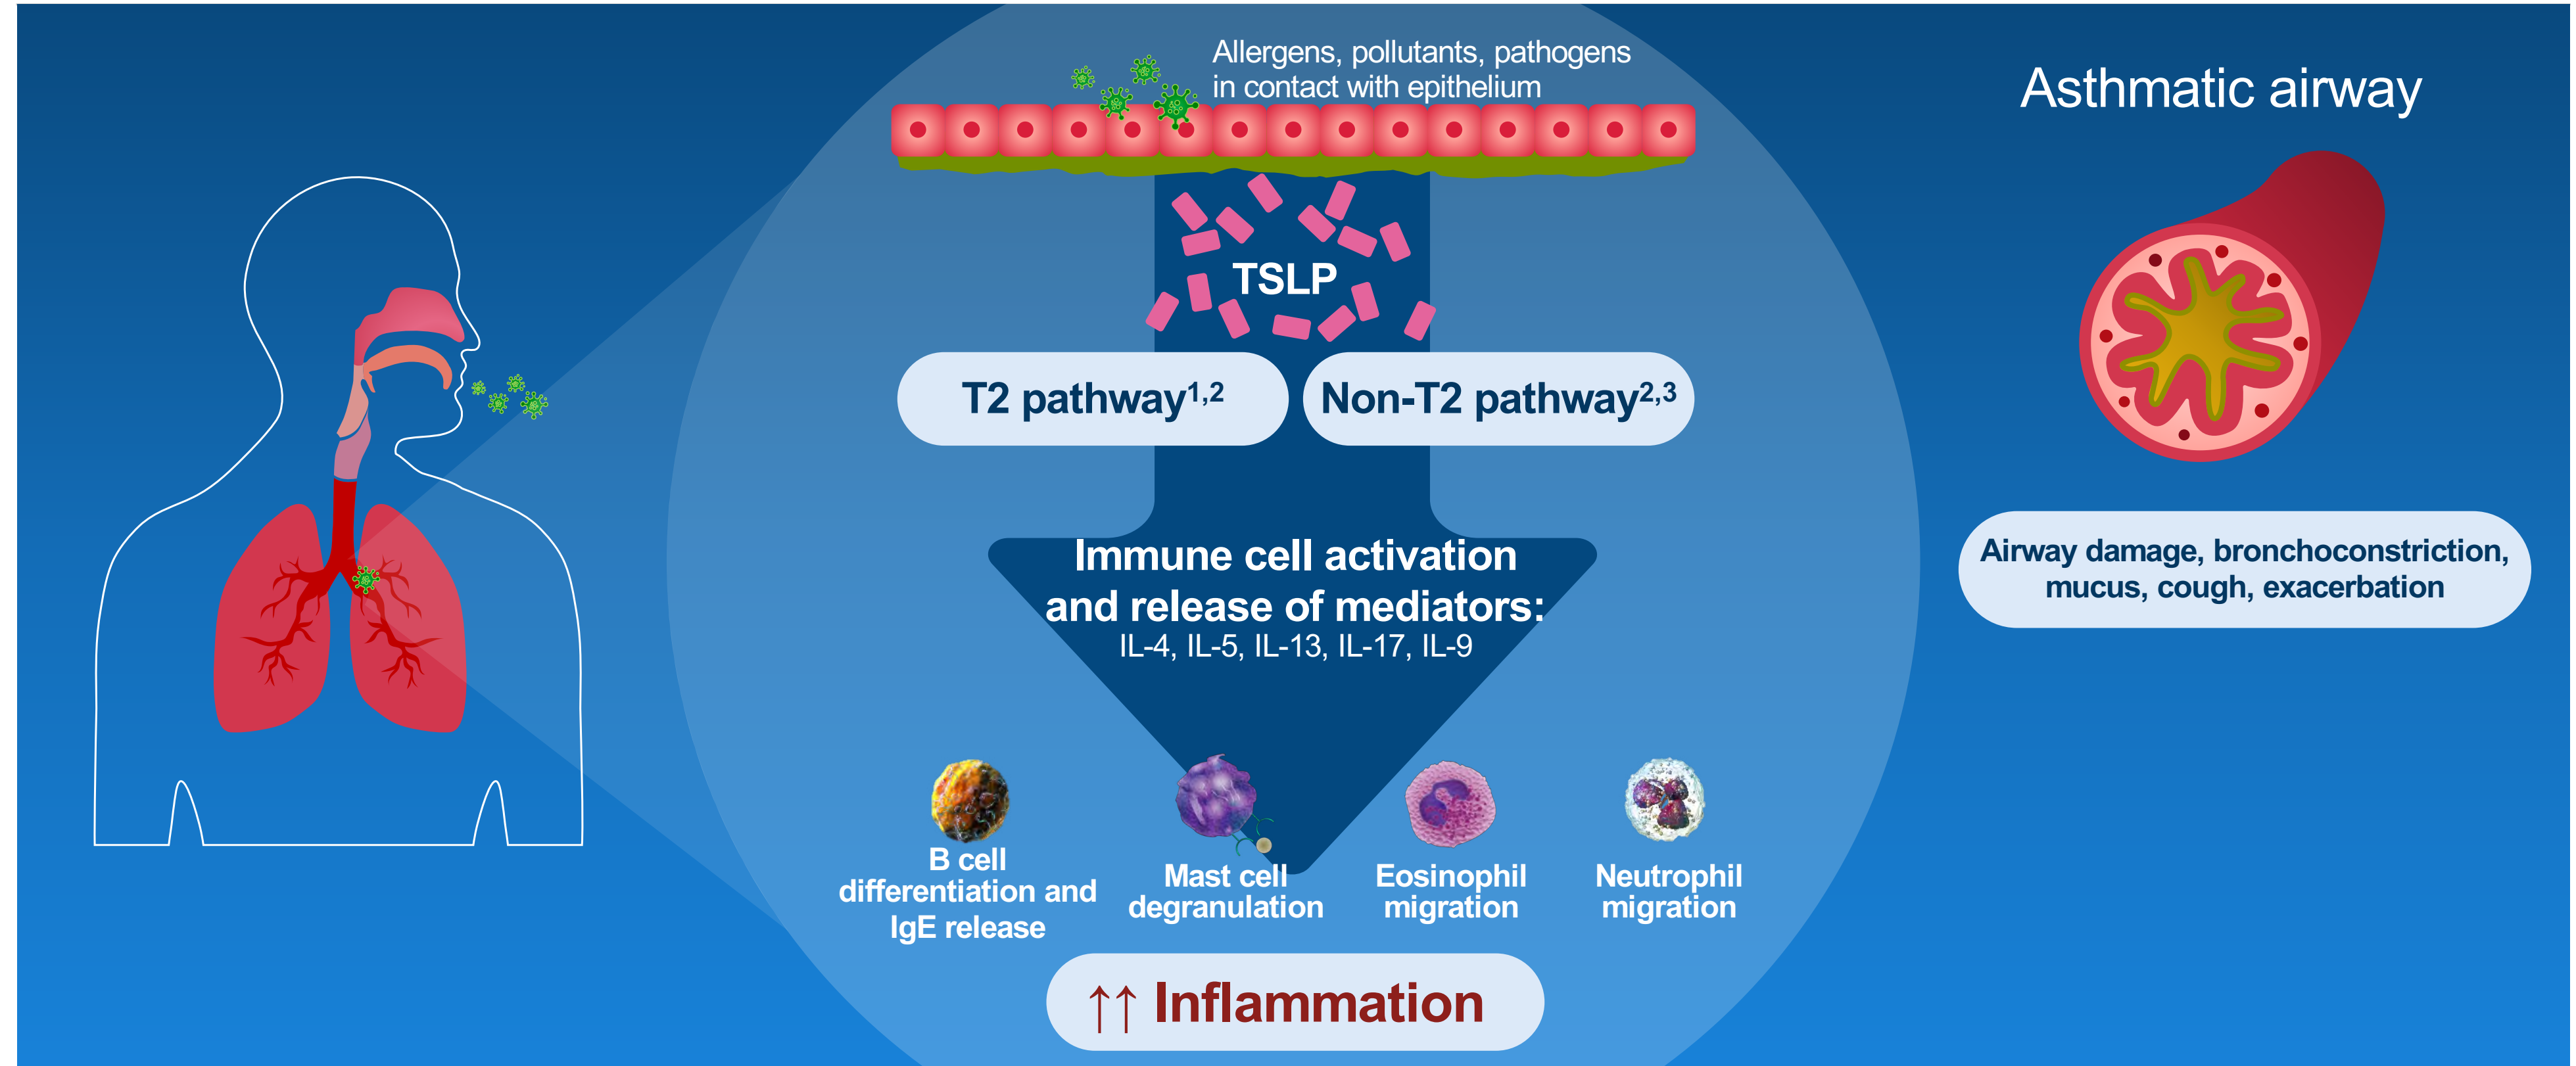 Allergens, pollutants, pathogens
in contact with epithelium
TSLP
T2 pathway1,2
Non-T2 pathway2,3
Immune cell activation
and release of mediators:
IL-4, IL-5, IL-13, IL-17, IL-9
B cell
differentiation and
IgE release
Mast cell
degranulation
Eosinophil
migration
Neutrophil
migration
↑↑ Inflammation
Asthmatic airway
Airway damage, bronchoconstriction,
mucus, cough, exacerbation